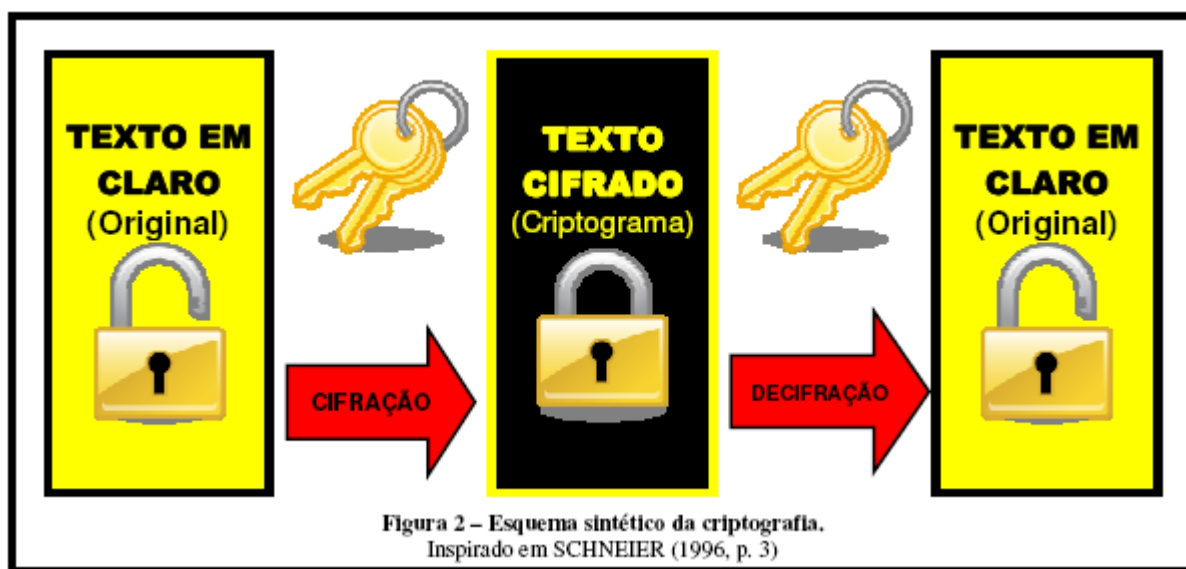 TEXTO EM
CLARO
(Original)
CIFRAÇÃO
TEXTO
CIFRADO
(Criptograma)
DECIFRAÇÃO
TEXTO EM
CLARO
(Original)
Figura 2 – Esquema sintético da criptografia.
Inspirado em SCHNEIER (1996, p. 3)